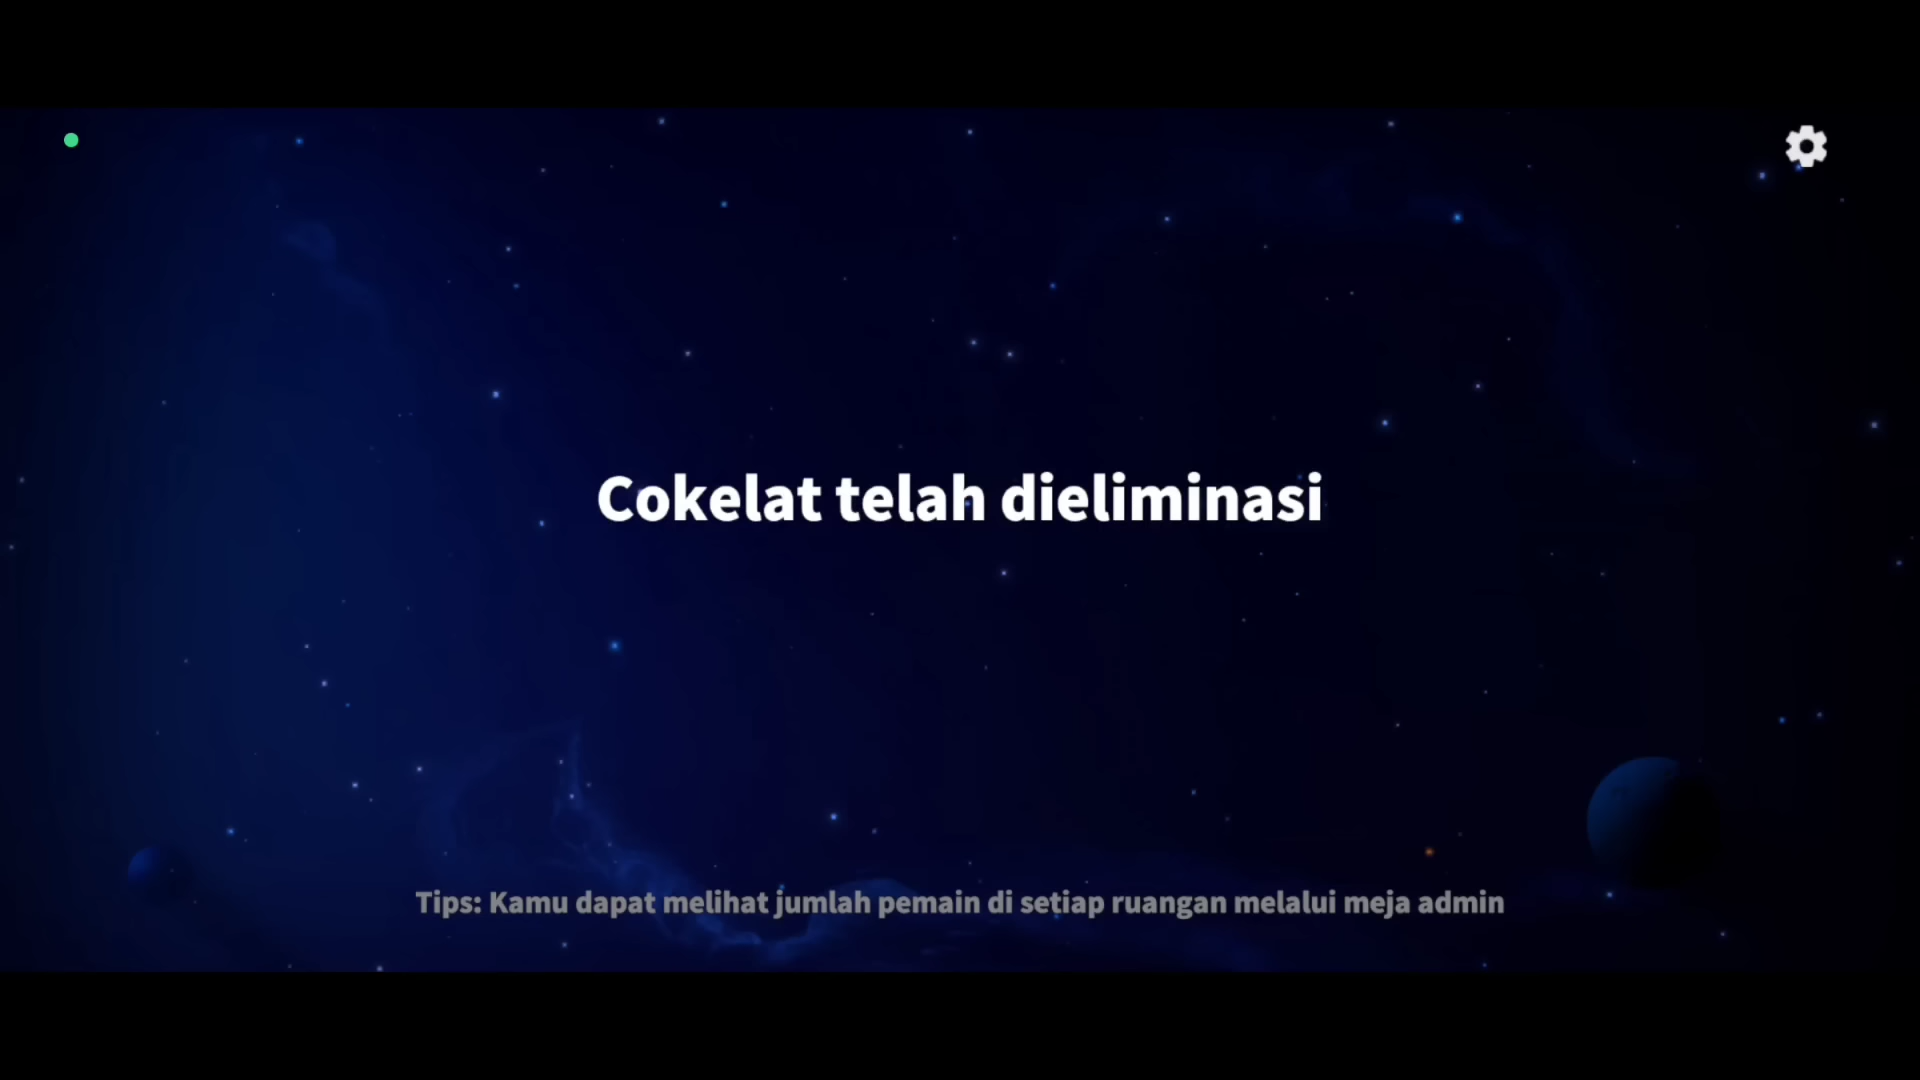 Cokelat telah dieliminasi
Tips: Kamu dapat melihat jumlah pemain di setiap ruangan melalui meja admin